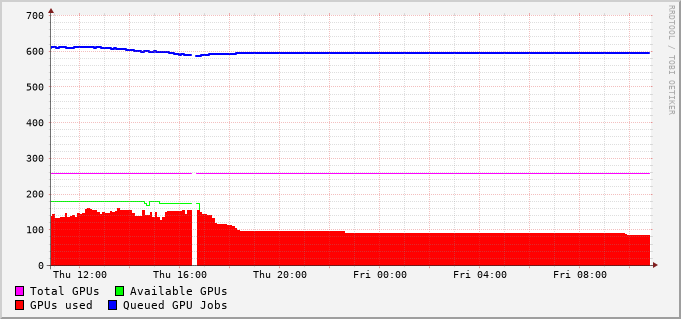 700
600
500
400
300
200
100
0
Thu 12:00 Thu 16:00 Thu 20:00 Fri 00:00 Fri 04:00 Fri 08:00
Total GPUs Available GPUs
GPUs used Queued GPU Jobs
RRDTOOL / TOBI OETIKER